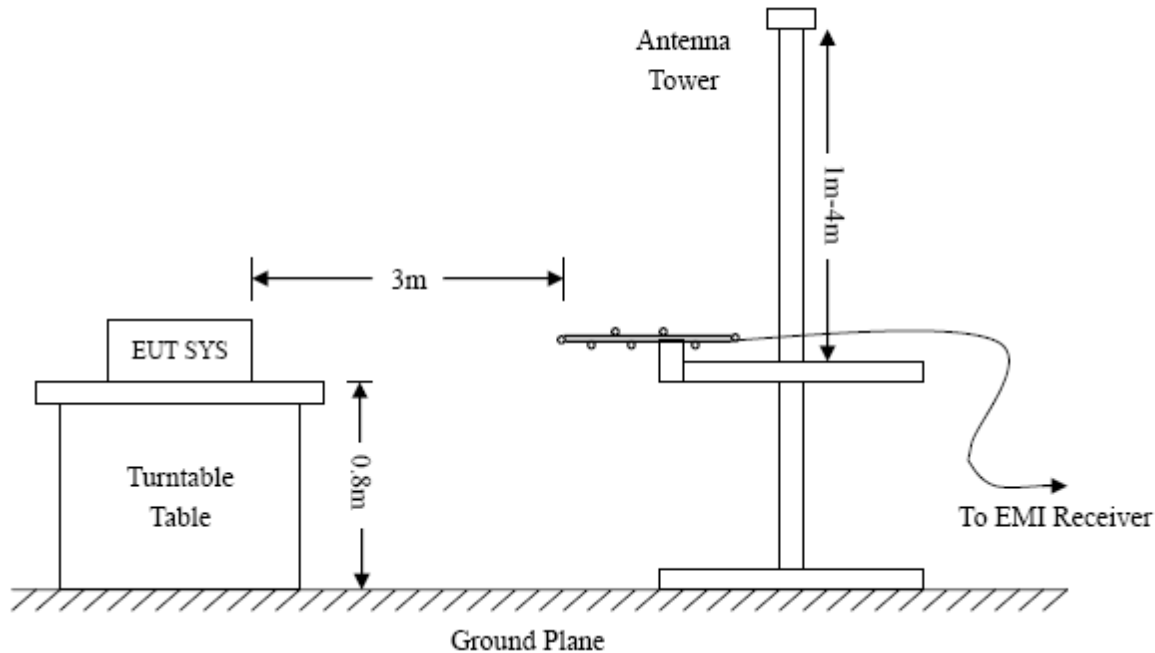 Antenna
Tower
1m-4m
3m
EUT SYS
0.8m
Turntable
Table
To EMI Receiver
Ground Plane